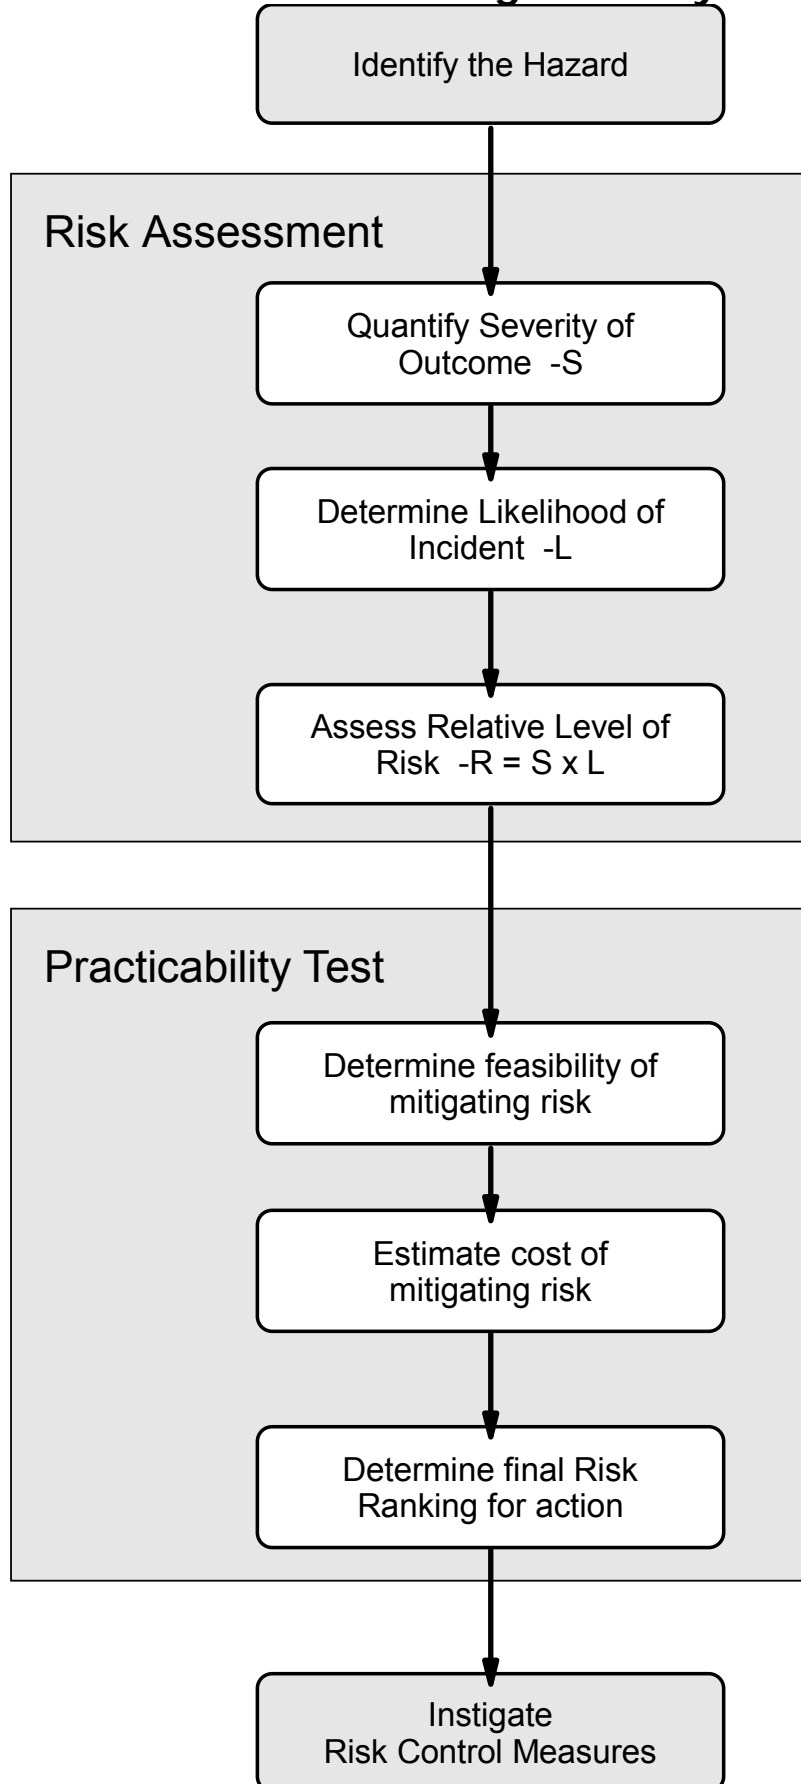 Identify the Hazard
Risk Assessment
Quantify Severity of
Outcome -S
Determine Likelihood of
Incident -L
Assess Relative Level of
Risk -R = S x L
Practicability Test
Determine feasibility of
mitigating risk
Estimate cost of
mitigating risk
Determine final Risk
Ranking for action
Instigate
Risk Control Measures